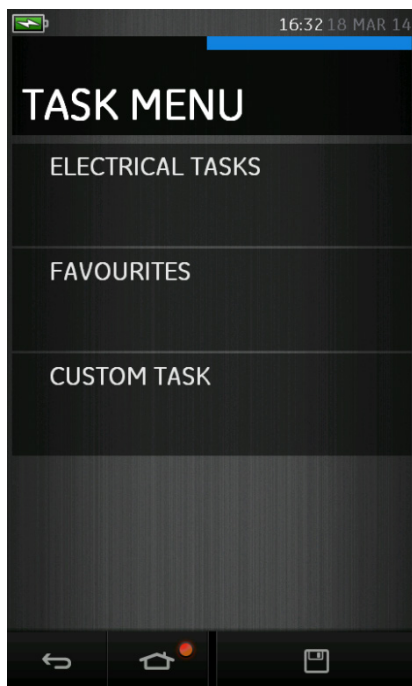 16:32 18 MAR 14
TASK MENU
ELECTRICAL TASKS
FAVOURITES
CUSTOM TASK